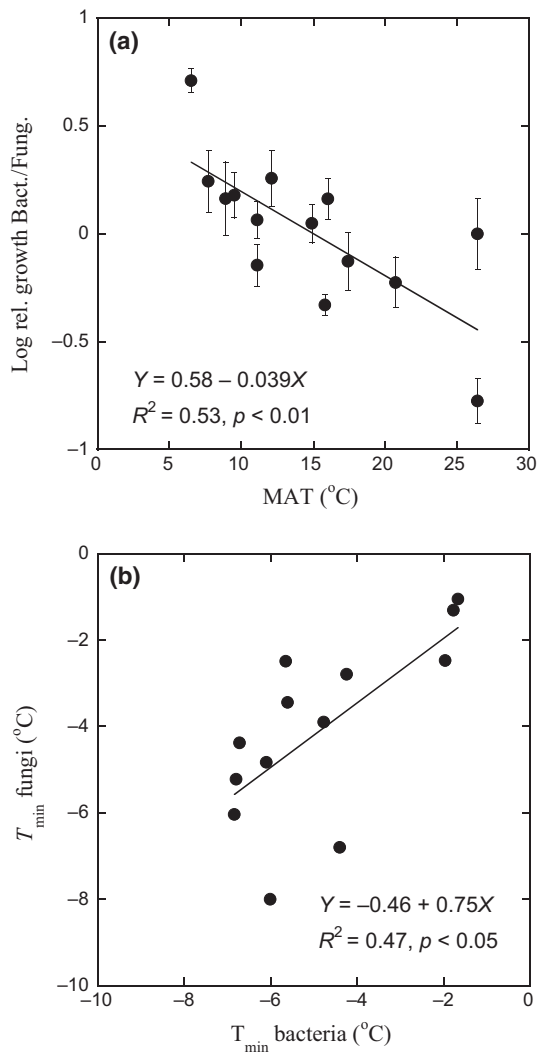 (a)
1
0.5
0
–0.5
–1
Log rel. growth Bact./Fung.
Y = 0.58 – 0.039X
R² = 0.53, p < 0.01
0 5 10 15 20 25 30
MAT (°C)
(b)
0
–2
–4
–6
–8
–10
T_min fungi (°C)
Y = –0.46 + 0.75X
R² = 0.47, p < 0.05
–10 –8 –6 –4 –2 0
T_min bacteria (°C)